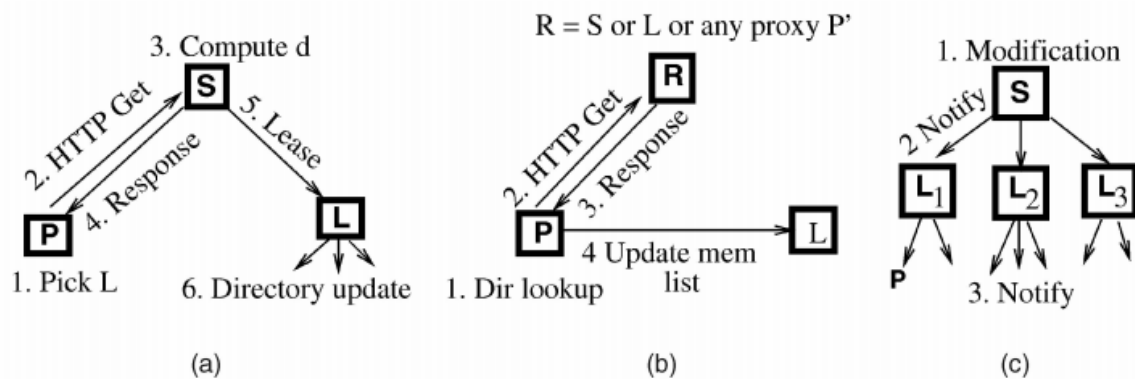 3. Compute d
S
2. HTTP Get
4. Response
5. Lease
P
L
1. Pick L
6. Directory update
(a)
R = S or L or any proxy P'
R
2. HTTP Get
3. Response
P
L
4 Update mem
list
1. Dir lookup
(b)
1. Modification
S
2 Notify
L1
L2
L3
P
3. Notify
(c)